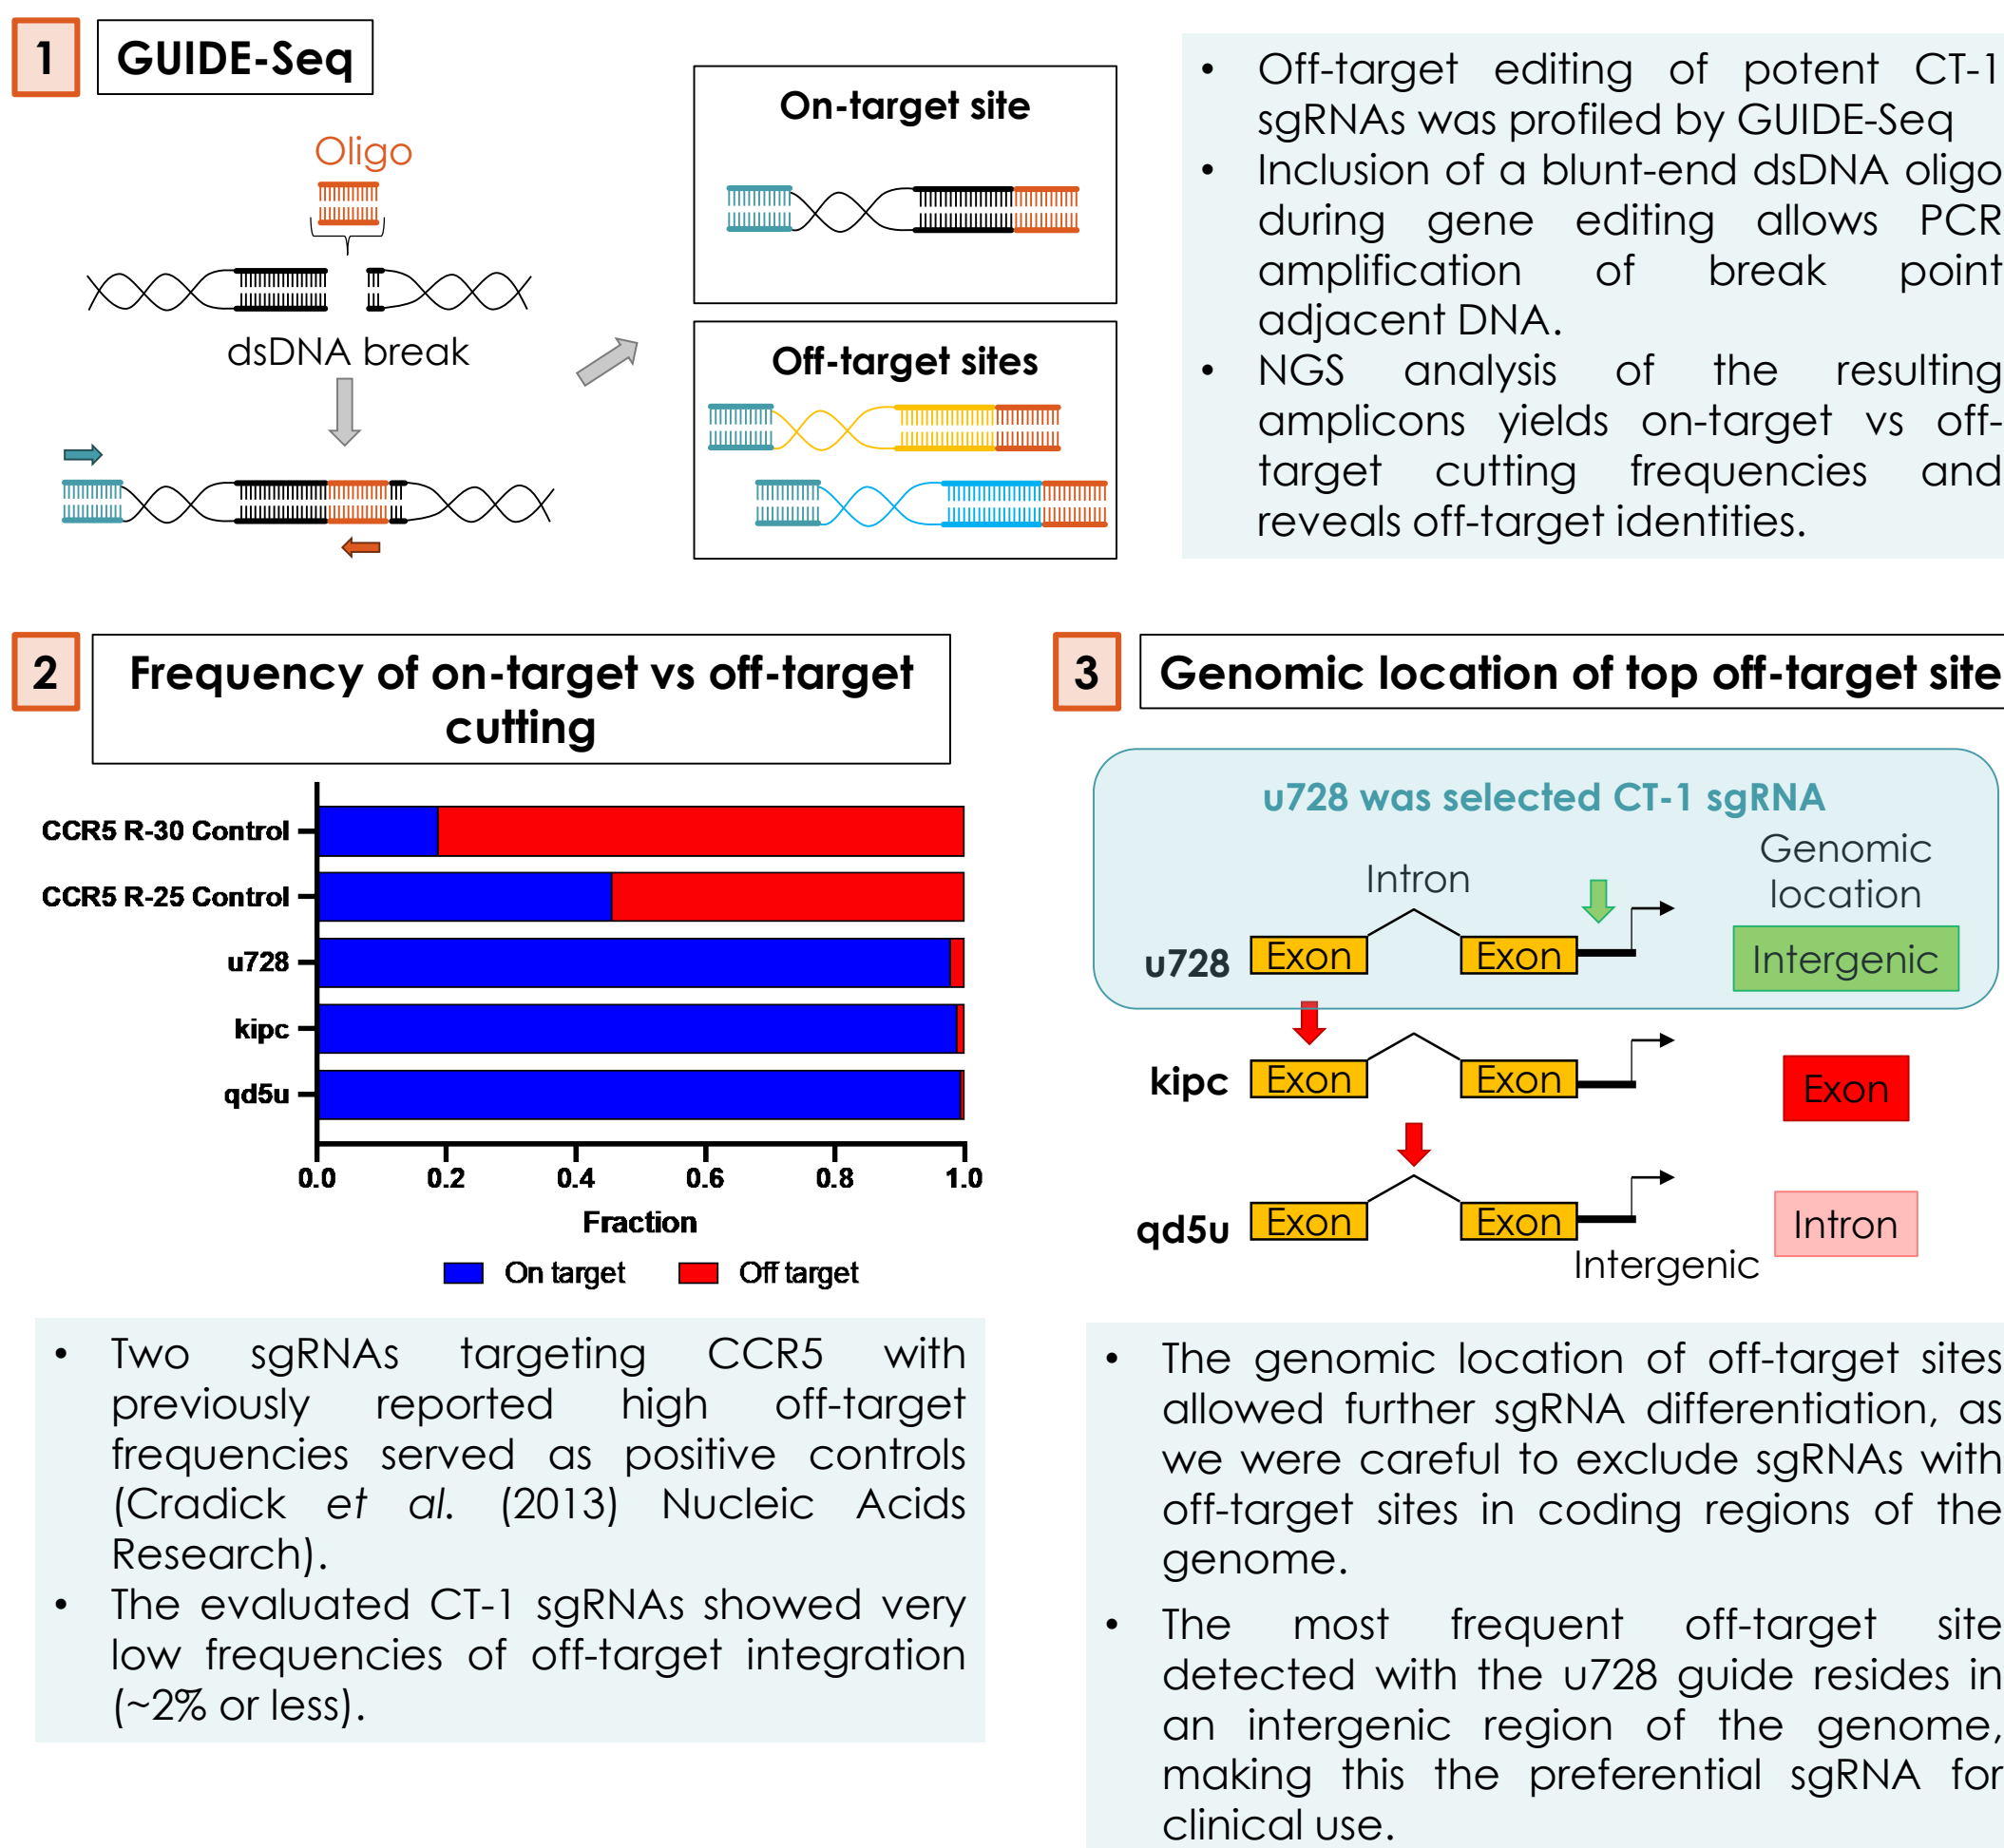 1
GUIDE-Seq
Oligo
dsDNA break
On-target site
Off-target sites
• Off-target editing of potent CT-1
sgRNAs was profiled by GUIDE-Seq
• Inclusion of a blunt-end dsDNA oligo
during gene editing allows PCR
amplification of break point
adjacent DNA.
• NGS analysis of the resulting
amplicons yields on-target vs off-
target cutting frequencies and
reveals off-target identities.
2
Frequency of on-target vs off-target
cutting
CCR5 R-30 Control
CCR5 R-25 Control
u728
kipc
qd5u
0.0 0.2 0.4 0.6 0.8 1.0
Fraction
On target Off target
• Two sgRNAs targeting CCR5 with
previously reported high off-target
frequencies served as positive controls
(Cradick et al. (2013) Nucleic Acids
Research).
• The evaluated CT-1 sgRNAs showed very
low frequencies of off-target integration
(~2% or less).
3
Genomic location of top off-target site
u728 was selected CT-1 sgRNA
Genomic
location
Intron
u728 Exon Exon Intergenic
kipc Exon Exon Exon
qd5u Exon Exon Intron
Intergenic
• The genomic location of off-target sites
allowed further sgRNA differentiation, as
we were careful to exclude sgRNAs with
off-target sites in coding regions of the
genome.
• The most frequent off-target site
detected with the u728 guide resides in
an intergenic region of the genome,
making this the preferential sgRNA for
clinical use.